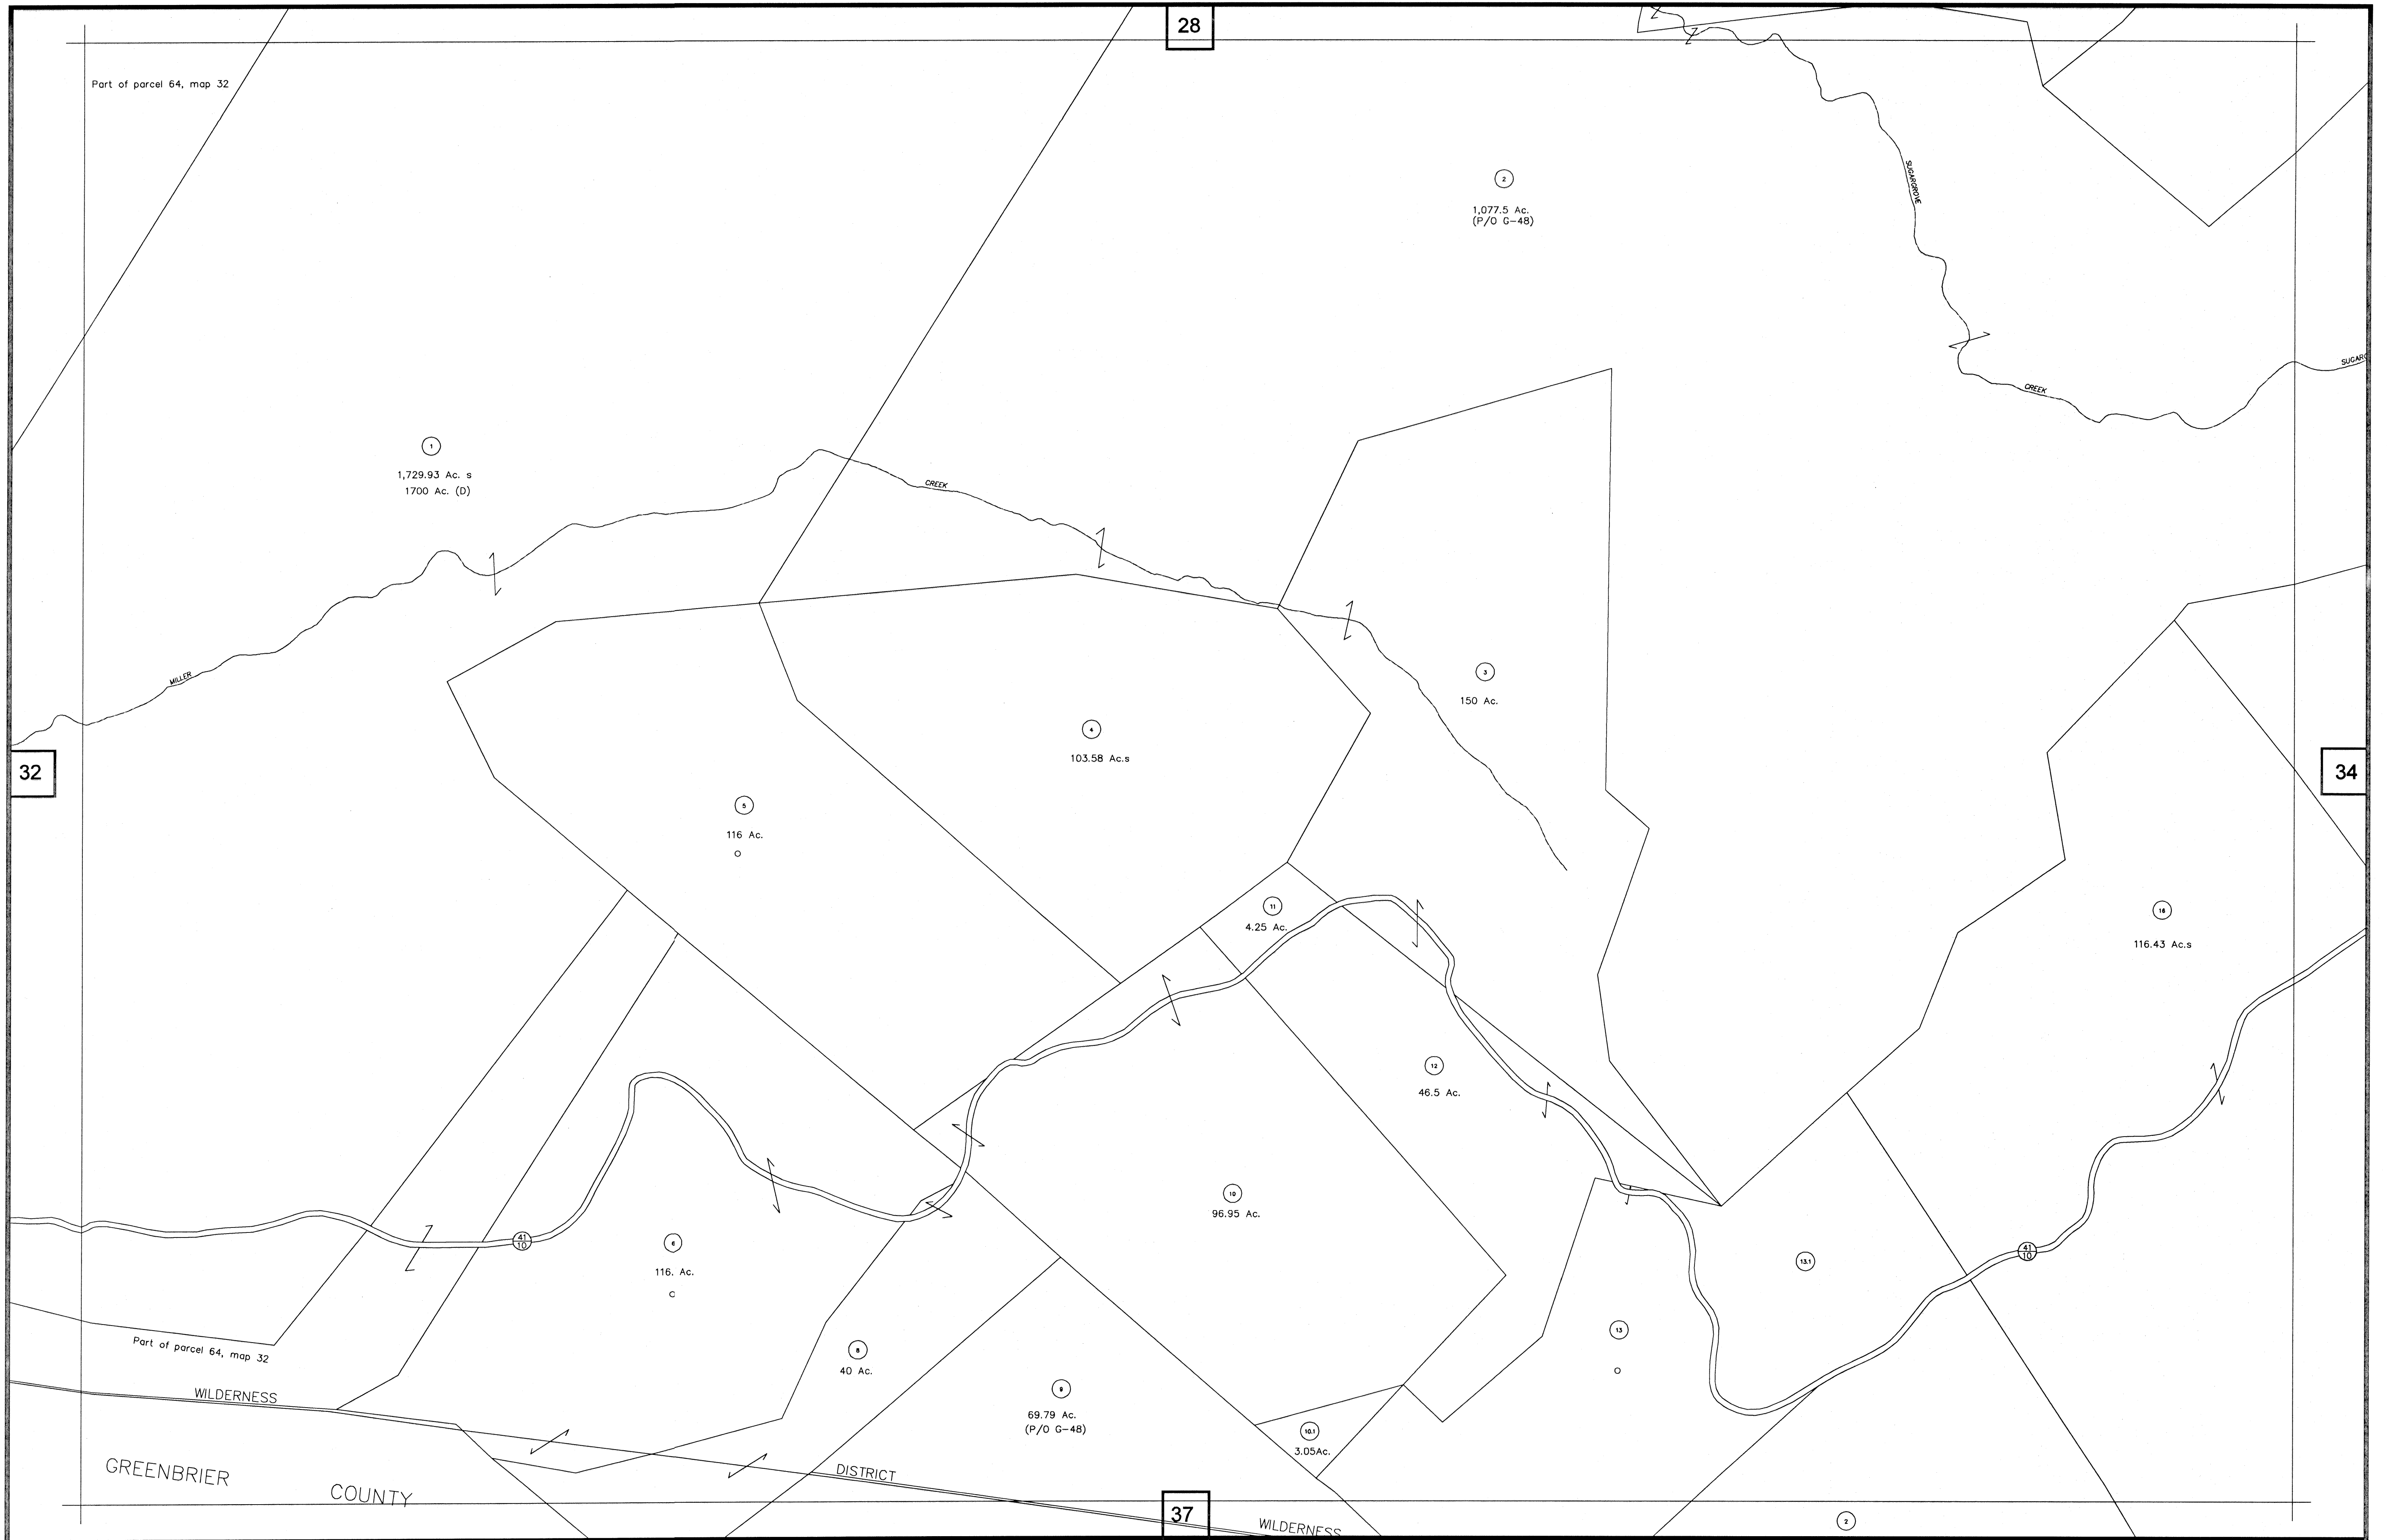 28
Part of parcel 64, map 32
2
1,077.5 Ac.
(P/O G-48)
SUGARGROVE
CREEK
SUGARG
1
1,729.93 Ac. s
1700 Ac. (D)
CREEK
MILLER
3
150 Ac.
4
103.58 Ac.s
32
34
5
116 Ac.
11
4.25 Ac.
16
116.43 Ac.s
12
46.5 Ac.
10
96.95 Ac.
41
10
6
116. Ac.
41
10
13.1
13
Part of parcel 64, map 32
8
40 Ac.
9
69.79 Ac.
(P/O G-48)
10.1
3.05Ac.
WILDERNESS
DISTRICT
GREENBRIER
COUNTY
37
WILDERNESS
2